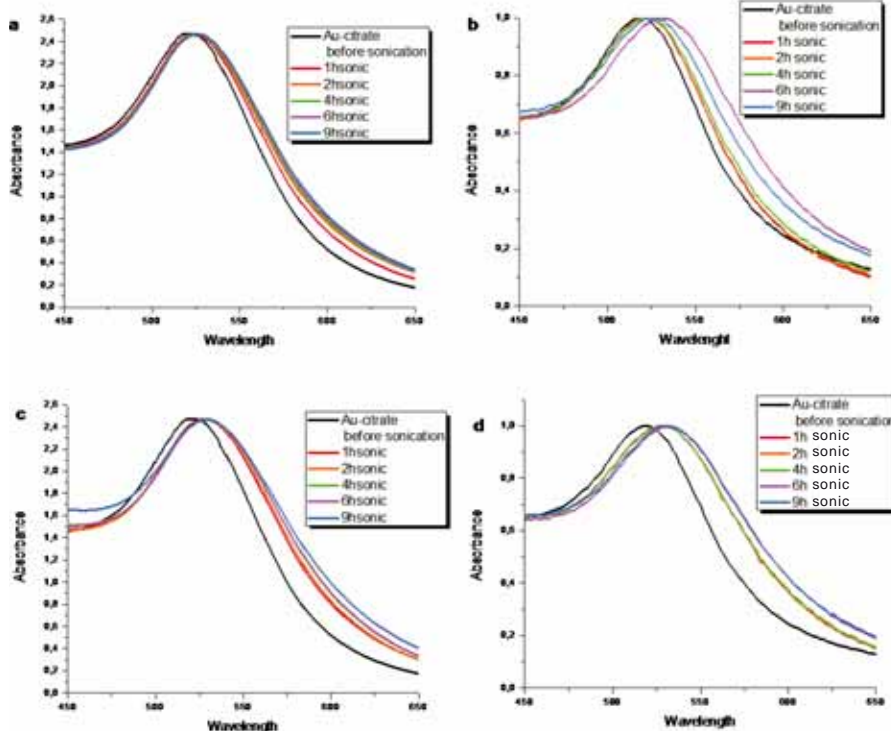 a
2,6
2,4
2,2
2,0
1,8
1,6
1,4
1,2
1,0
0,8
0,6
0,4
0,2
0,0
Absorbance
450 500 550 600 650
Wavelength
Au-citrate
before sonication
1hsonic
2hsonic
4hsonic
6hsonic
9hsonic
b
1,0
0,8
0,6
0,4
0,2
0,0
Absorbance
450 500 550 600 650
Wavelenght
Au-citrate
before sonication
1h sonic
2h sonic
4h sonic
6h sonic
9h sonic
c
2,6
2,4
2,2
2,0
1,8
1,6
1,4
1,2
1,0
0,8
0,6
0,4
0,2
0,0
Absorbance
450 500 550 600 650
Wavelength
Au-citrate
before sonication
1hsonic
2hsonic
4hsonic
6hsonic
9hsonic
d
1,0
0,8
0,6
0,4
0,2
0,0
Absorbance
450 500 550 600 650
Wavelength
Au-citrate
before sonication
1h sonic
2h sonic
4h sonic
6h sonic
9h sonic